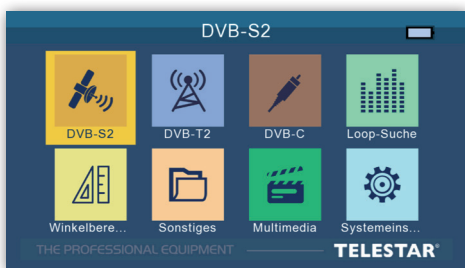 DVB-S2
DVB-S2 DVB-T2 DVB-C Loop-Suche
Winkelbere... Sonstiges Multimedia Systemeins...
THE PROFESSIONAL EQUIPMENT TELESTAR®